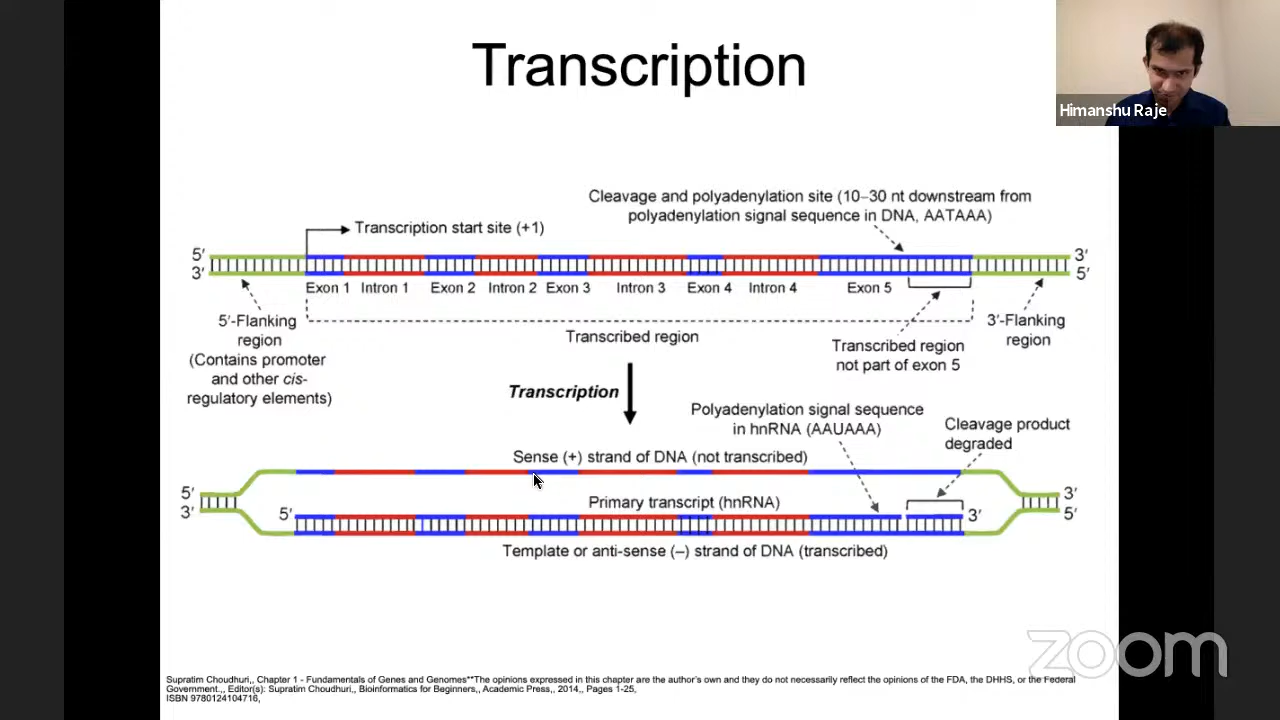 Transcription
Himanshu Raje
Cleavage and polyadenylation site (10–30 nt downstream from
polyadenylation signal sequence in DNA, AATAAA)
Transcription start site (+1)
5′ 3′
3′ 5′
Exon 1 Intron 1 Exon 2 Intron 2 Exon 3 Intron 3 Exon 4 Intron 4 Exon 5
5′-Flanking
region
(Contains promoter
and other cis-
regulatory elements)
Transcribed region
Transcribed region
not part of exon 5
3′-Flanking
region
Transcription
Polyadenylation signal sequence
in hnRNA (AAUAAA)
Cleavage product
degraded
Sense (+) strand of DNA (not transcribed)
5′ 3′
3′ 5′
Primary transcript (hnRNA)
5′ 3′
Template or anti-sense (–) strand of DNA (transcribed)
zoom
Supratim Choudhuri,, Chapter 1 - Fundamentals of Genes and Genomes**The opinions expressed in this chapter are the author's own and they do not necessarily reflect the opinions of the FDA, the DHHS, or the Federal
Government.,, Editor(s): Supratim Choudhuri,, Bioinformatics for Beginners,, Academic Press,, 2014,, Pages 1-25,
ISBN 9780124104716,